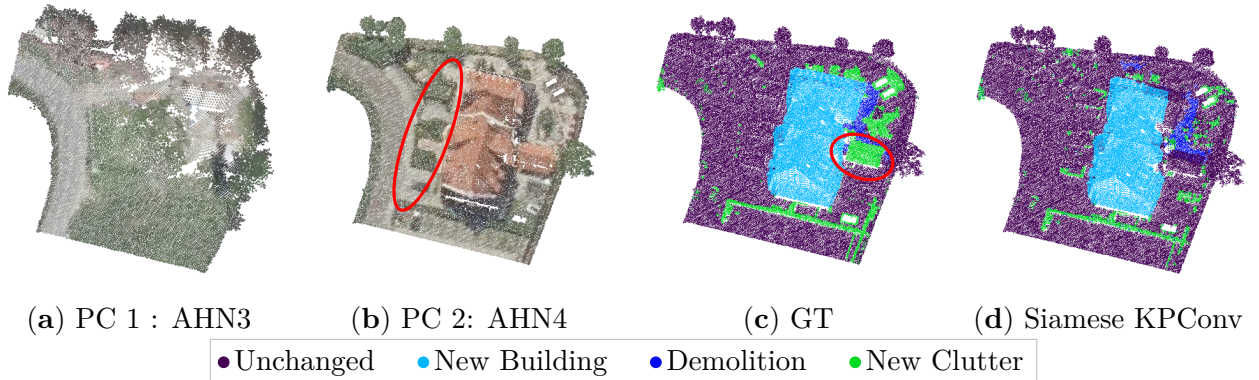 (a) PC 1 : AHN3
(b) PC 2: AHN4
(c) GT
(d) Siamese KPConv
Unchanged New Building Demolition New Clutter